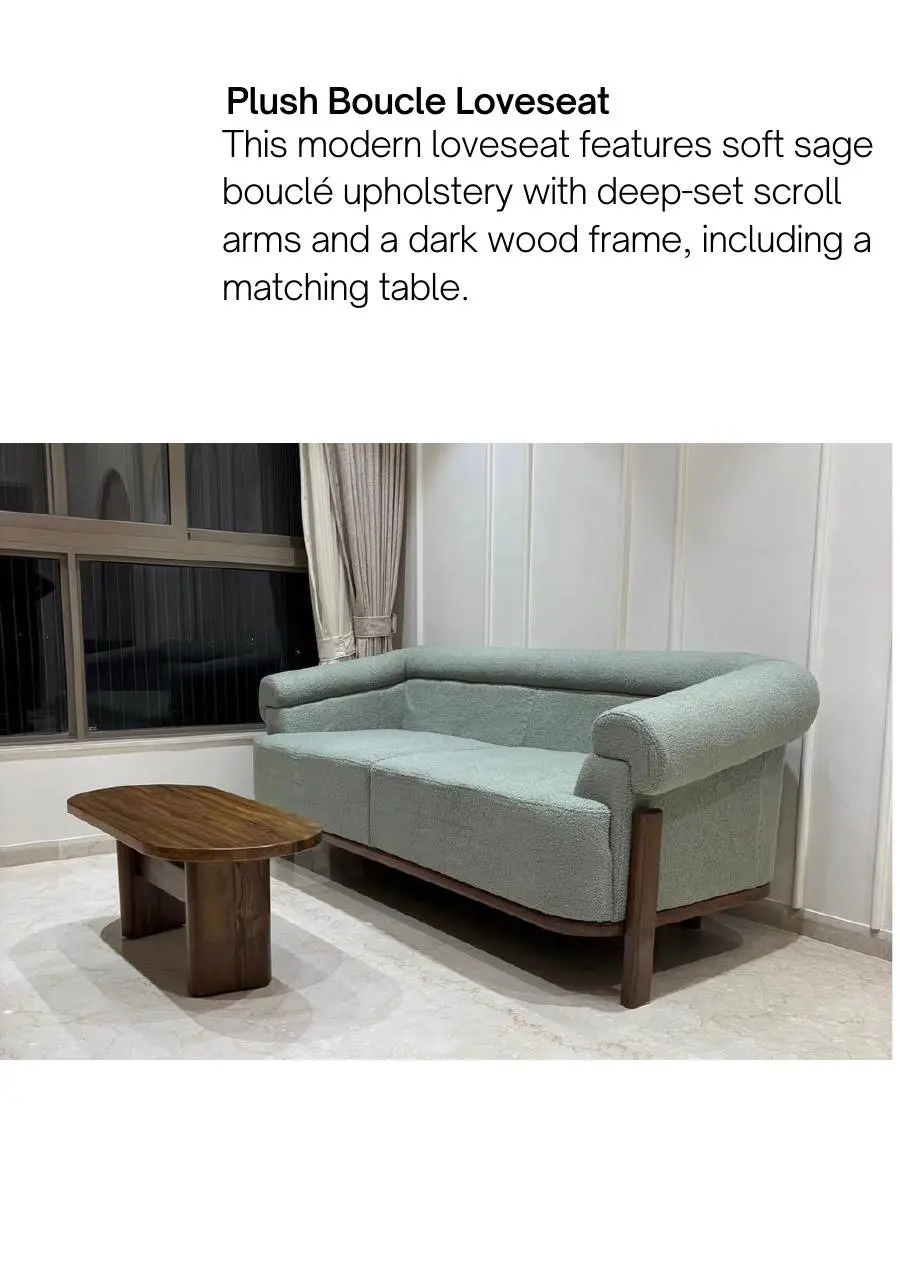 Plush Boucle Loveseat
This modern loveseat features soft sage
bouclé upholstery with deep-set scroll
arms and a dark wood frame, including a
matching table.